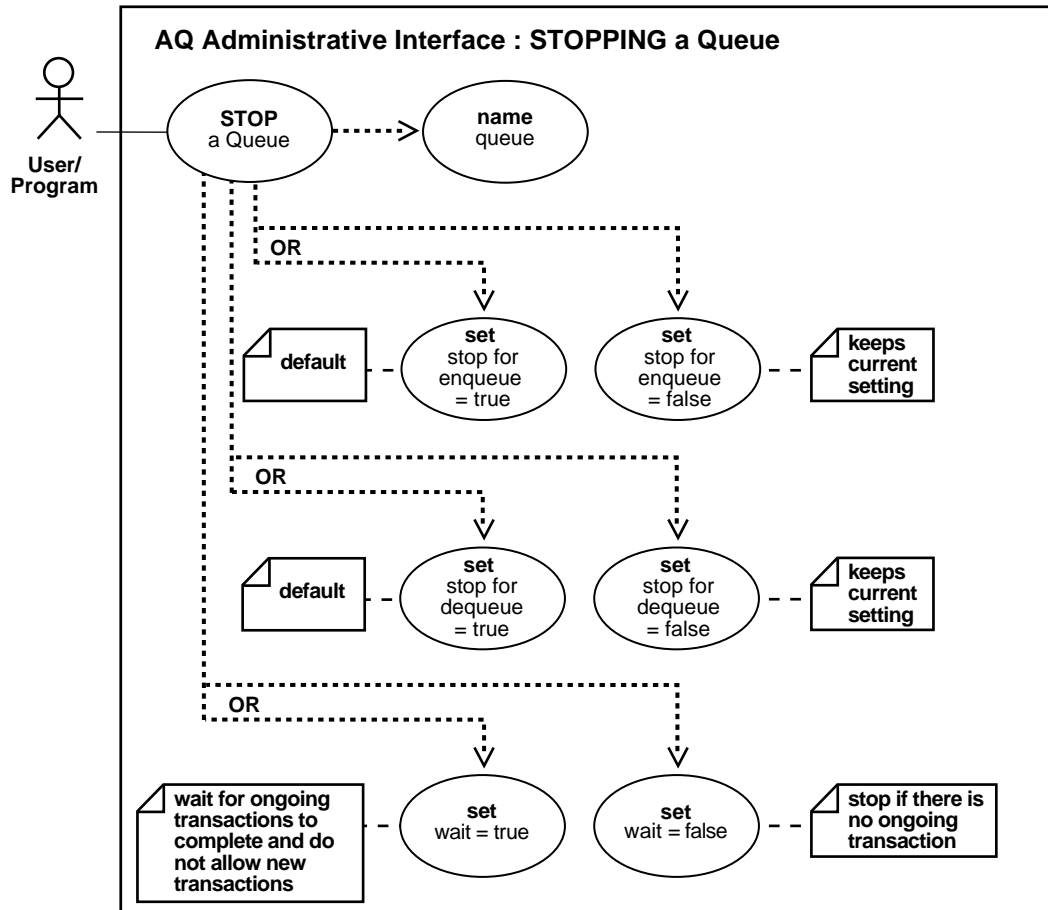 AQ Administrative Interface : STOPPING a Queue
User/
Program
STOP
a Queue
name
queue
OR
default
set
stop for
enqueue
= true
set
stop for
enqueue
= false
keeps
current
setting
OR
default
set
stop for
dequeue
= true
set
stop for
dequeue
= false
keeps
current
setting
OR
wait for ongoing
transactions to
complete and do
not allow new
transactions
set
wait = true
set
wait = false
stop if there is
no ongoing
transaction